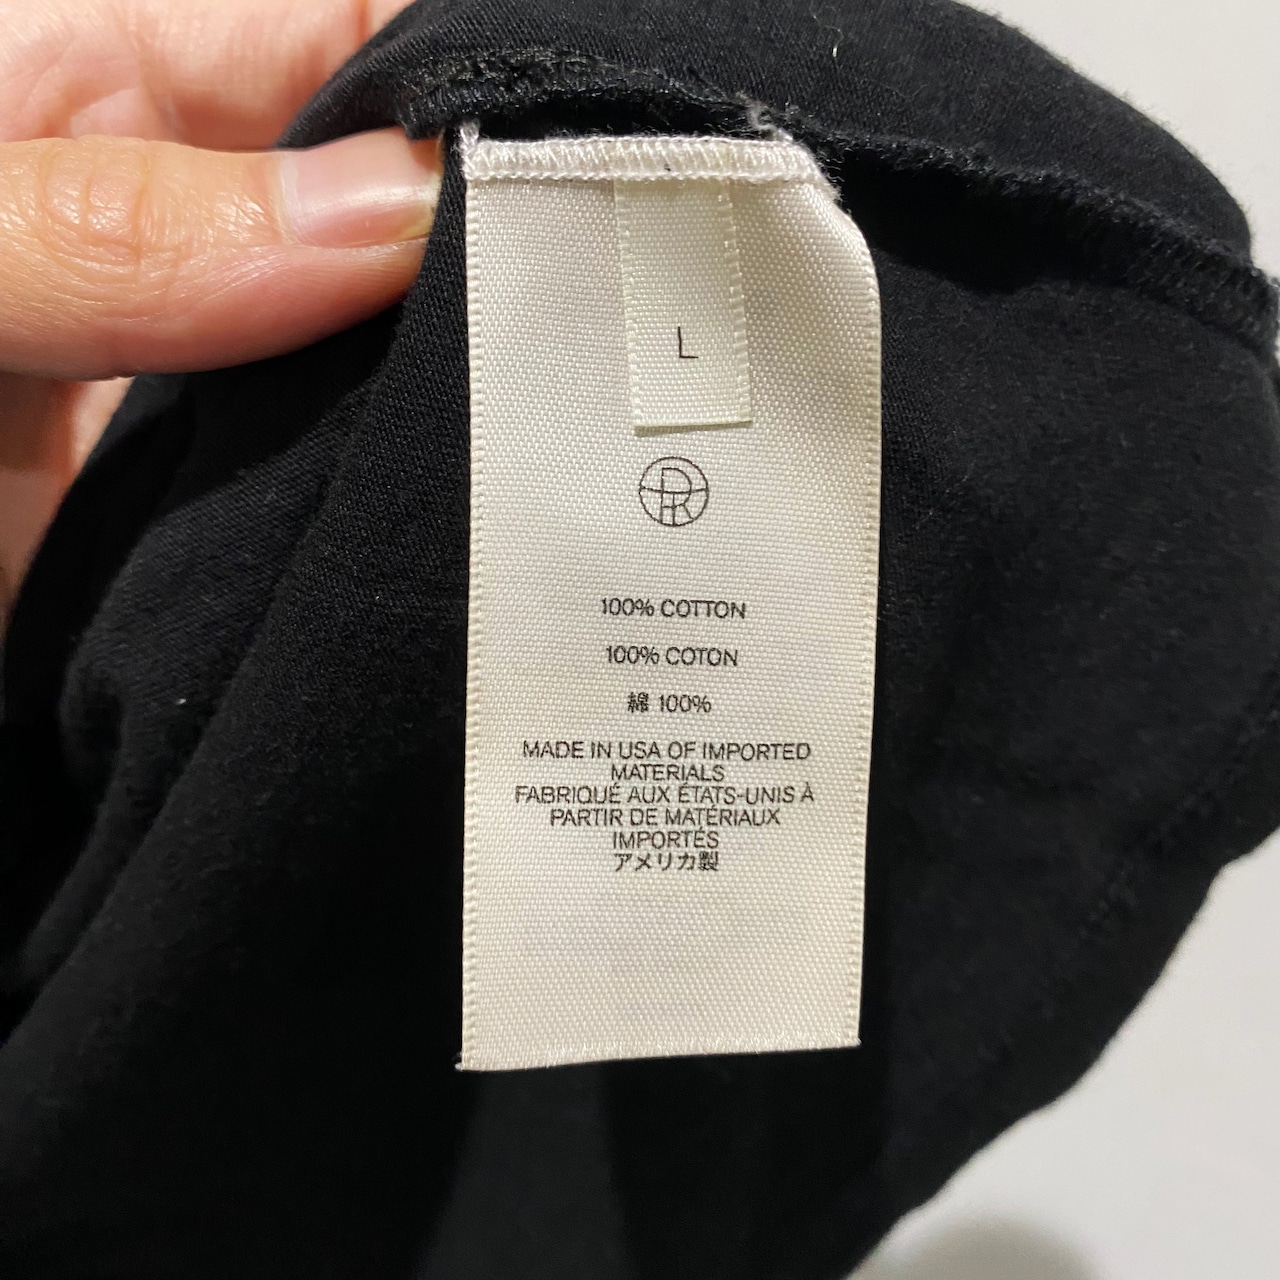 L
100% COTTON
100% COTON
綿 100%
MADE IN USA OF IMPORTED
MATERIALS
FABRIQUÉ AUX ÉTATS-UNIS À
PARTIR DE MATÉRIAUX
IMPORTÉS
アメリカ製